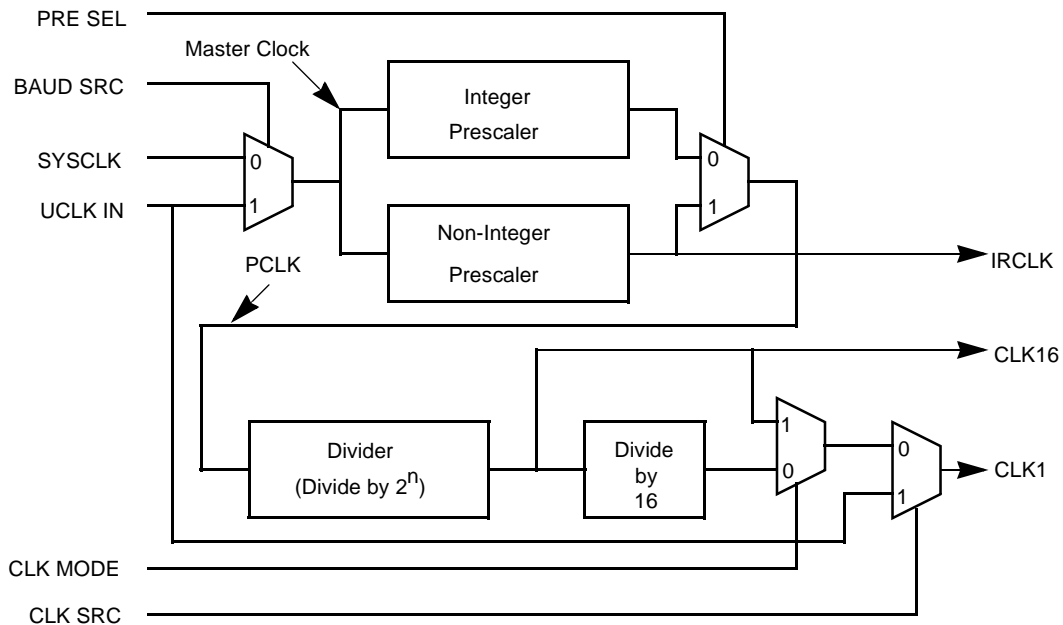 PRE SEL
Master Clock
BAUD SRC
Integer
Prescaler
SYSCLK
0
0
UCLK IN
1
1
Non-Integer
Prescaler
IRCLK
PCLK
CLK16
Divider
(Divide by 2^n)
Divide
by
16
1
0
0
1
CLK1
CLK MODE
CLK SRC